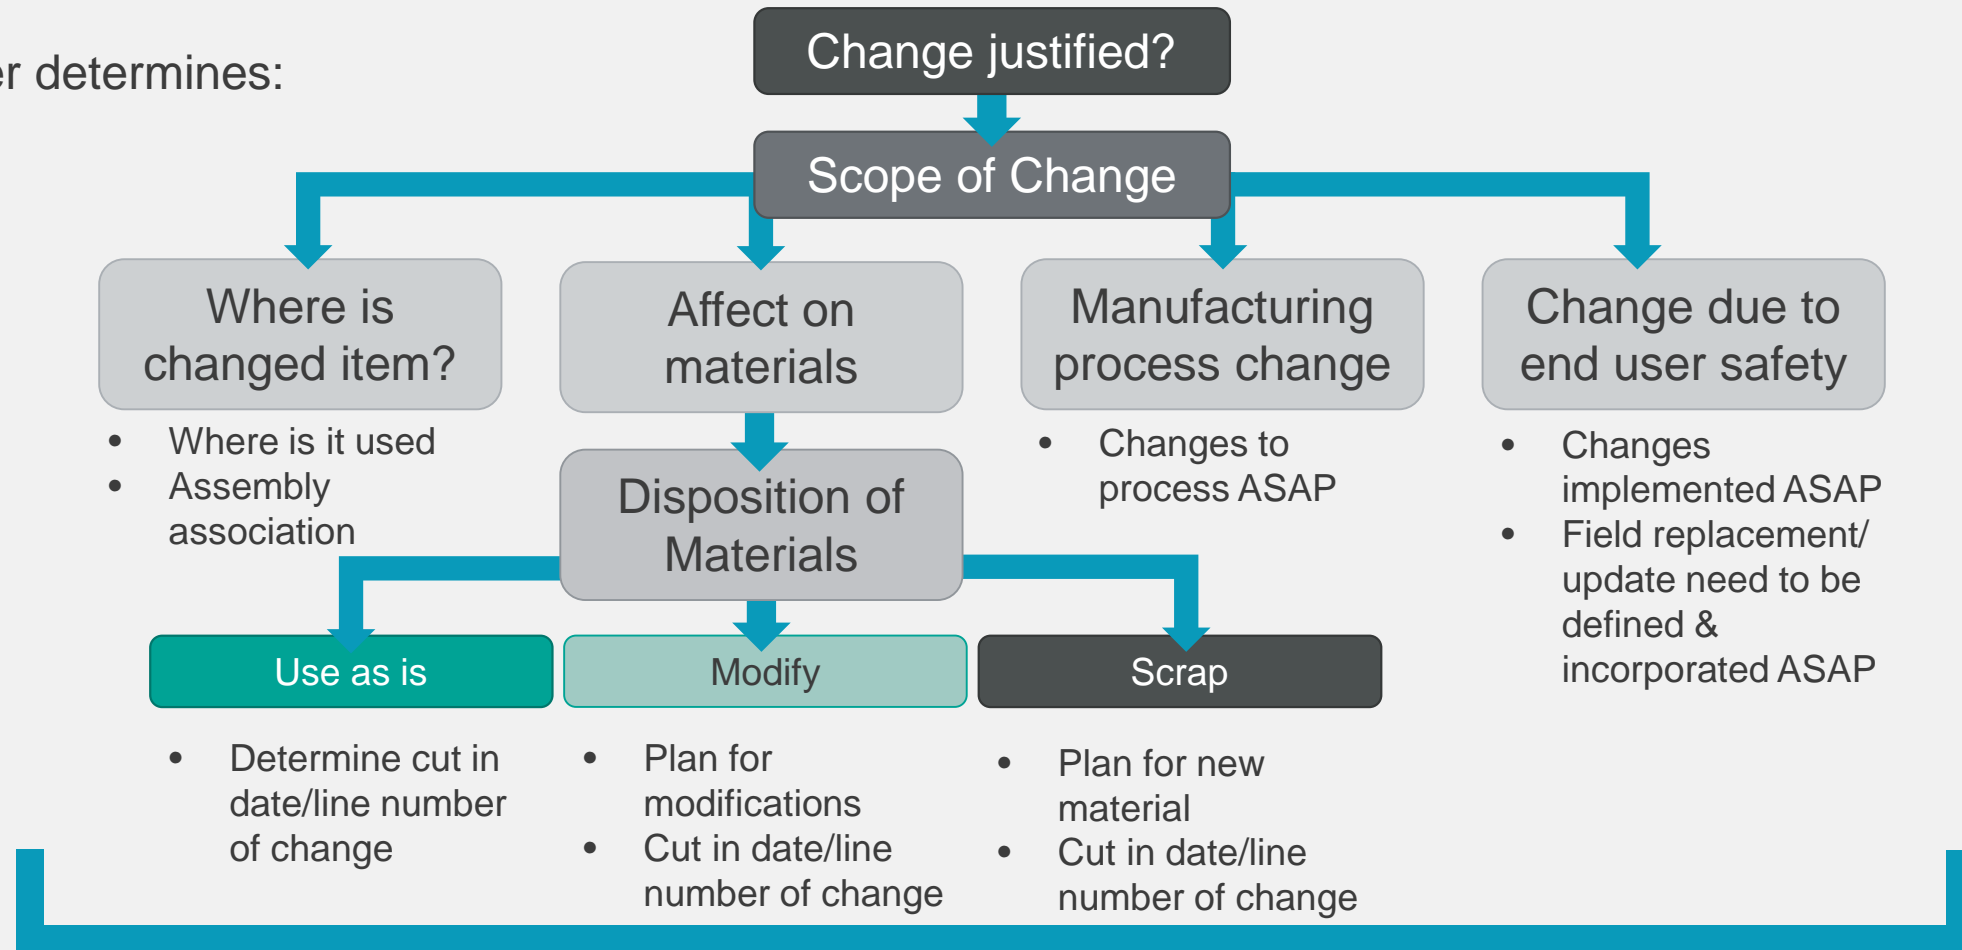 determines:
Change justified?
Scope of Change
Where is
changed item?
• Where is it used
• Assembly
association
Affect on
materials
Disposition of
Materials
Use as is
• Determine cut in
date/line number
of change
Modify
• Plan for
modifications
• Cut in date/line
number of change
Scrap
• Plan for new
material
• Cut in date/line
number of change
Manufacturing
process change
• Changes to
process ASAP
Change due to
end user safety
• Changes
implemented ASAP
• Field replacement/
update need to be
defined &
incorporated ASAP